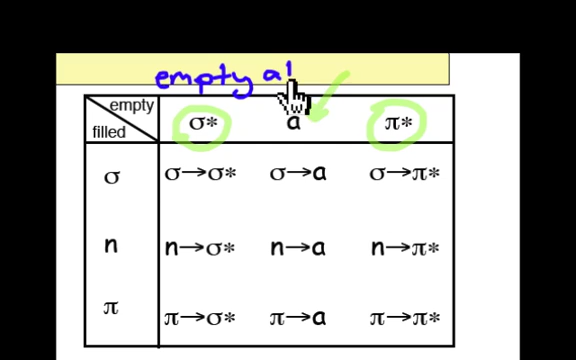 empty a
empty
filled
σ* a π*
σ σ→σ* σ→a σ→π*
n n→σ* n→a n→π*
π π→σ* π→a π→π*